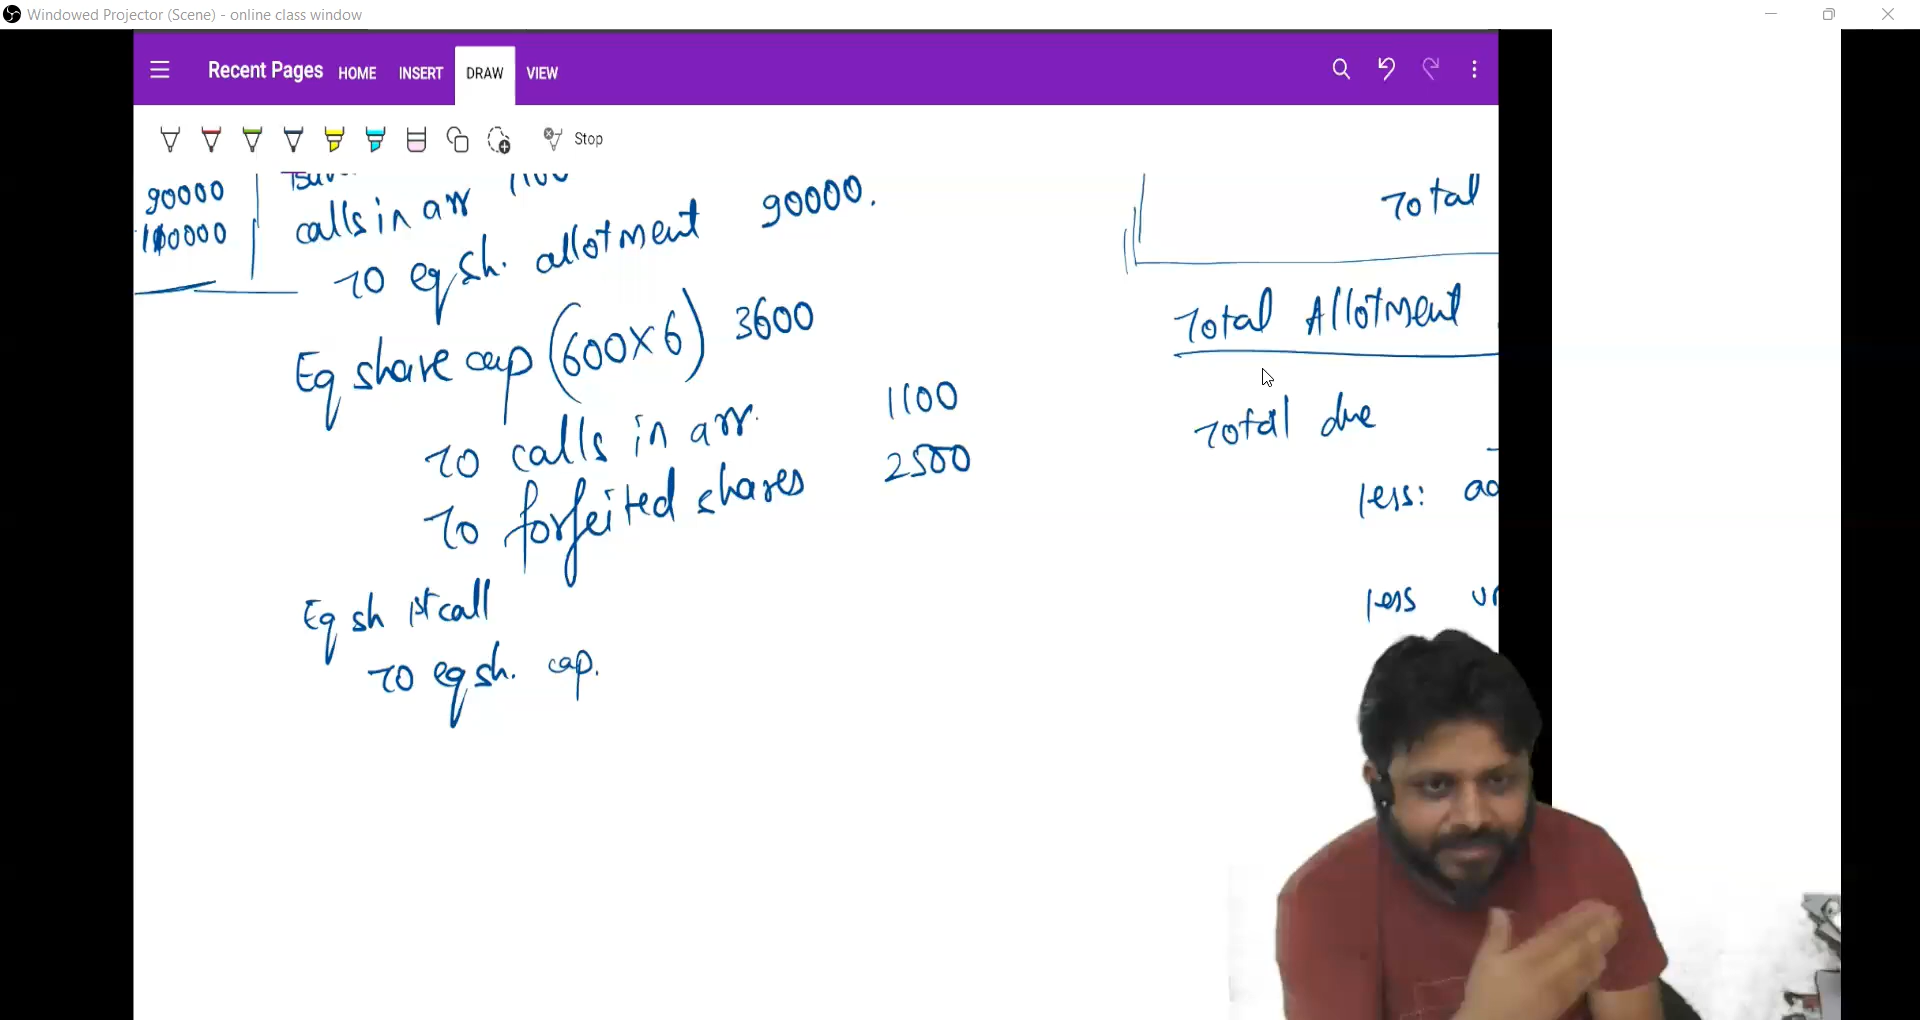 Windowed Projector (Scene) - online class window
Recent Pages HOME INSERT DRAW VIEW
Stop
90000
calls in arr 1100
To eq sh. allotment 90000.
Eq share cap (600x6) 3600
To calls in arr. 1100
To forfeited shares 2500
Eq sh 1st call
To eq sh. cap.
Total
Total Allotment
Total due
less:
less